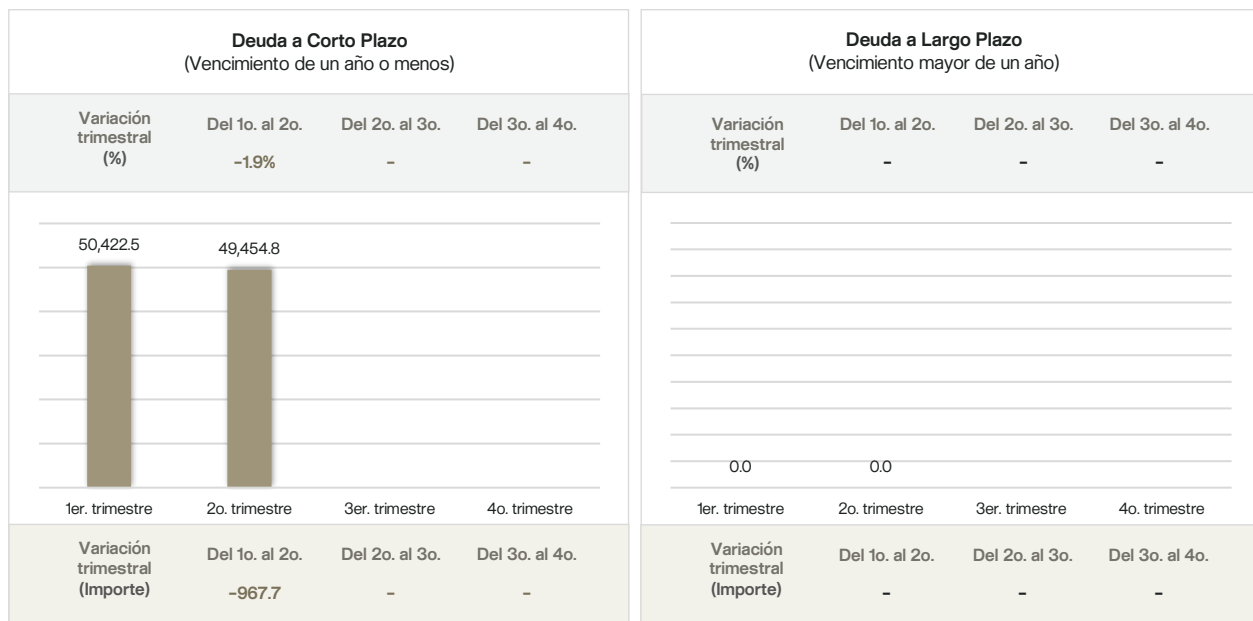 Deuda a Corto Plazo
(Vencimiento de un año o menos)
Variación
trimestral
(%)
Del 1o. al 2o.
Del 2o. al 3o.
Del 3o. al 4o.
-1.9%
-
-
50,422.5
49,454.8
1er. trimestre
2o. trimestre
3er. trimestre
4o. trimestre
Variación
trimestral
(Importe)
Del 1o. al 2o.
Del 2o. al 3o.
Del 3o. al 4o.
-967.7
-
-
Deuda a Largo Plazo
(Vencimiento mayor de un año)
Variación
trimestral
(%)
Del 1o. al 2o.
Del 2o. al 3o.
Del 3o. al 4o.
-
-
-
0.0
0.0
1er. trimestre
2o. trimestre
3er. trimestre
4o. trimestre
Variación
trimestral
(Importe)
Del 1o. al 2o.
Del 2o. al 3o.
Del 3o. al 4o.
-
-
-